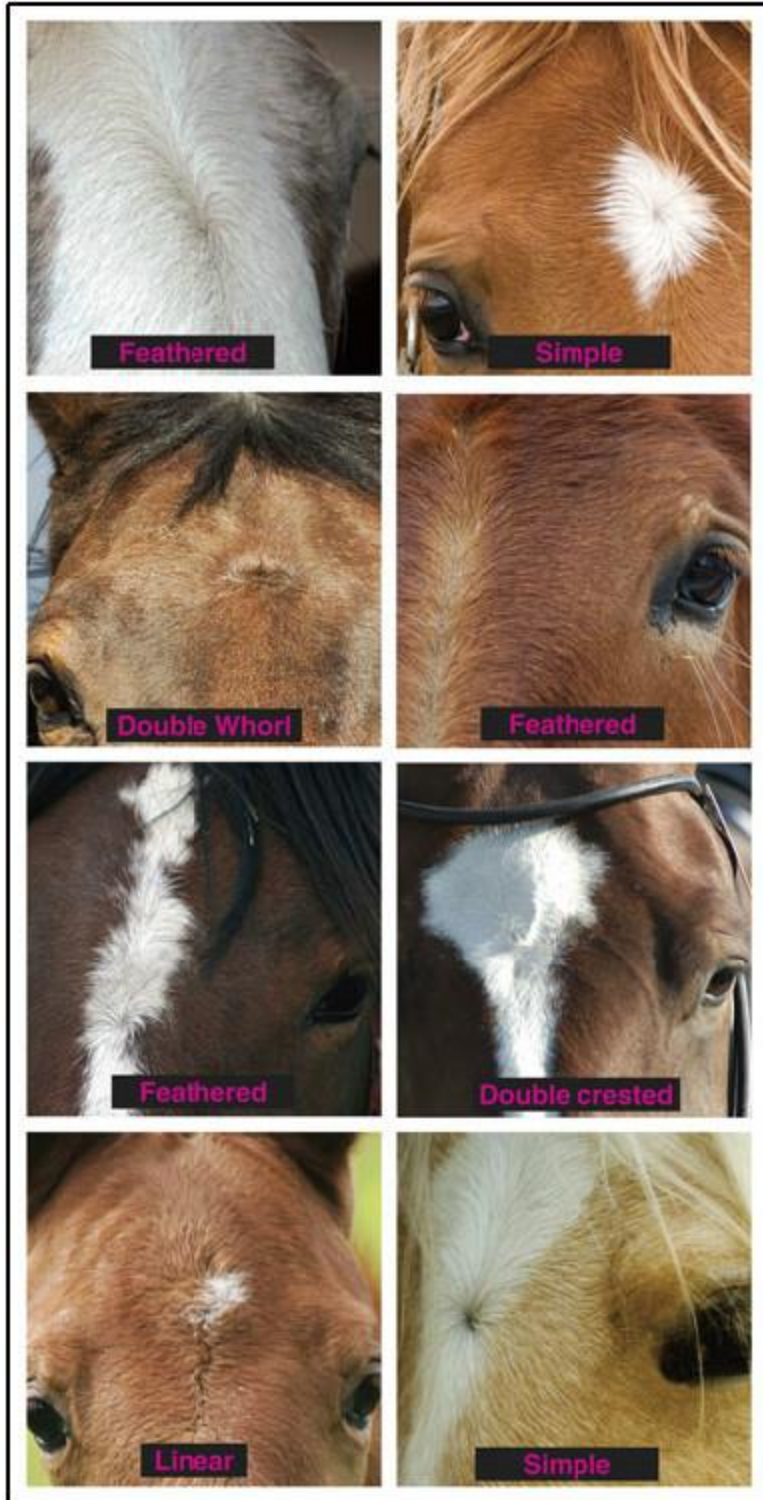 Feathered
Simple
Double Whorl
Feathered
Feathered
Double crested
Linear
Simple